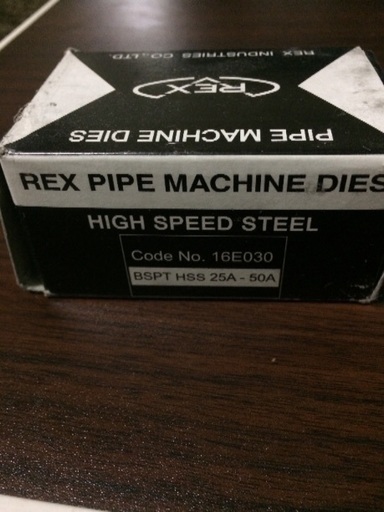 REX INDUSTRIES CO.,LTD.
REX
PIPE MACHINE DIES
REX PIPE MACHINE DIES
HIGH SPEED STEEL
Code No. 16E030
BSPT HSS 25A - 50A